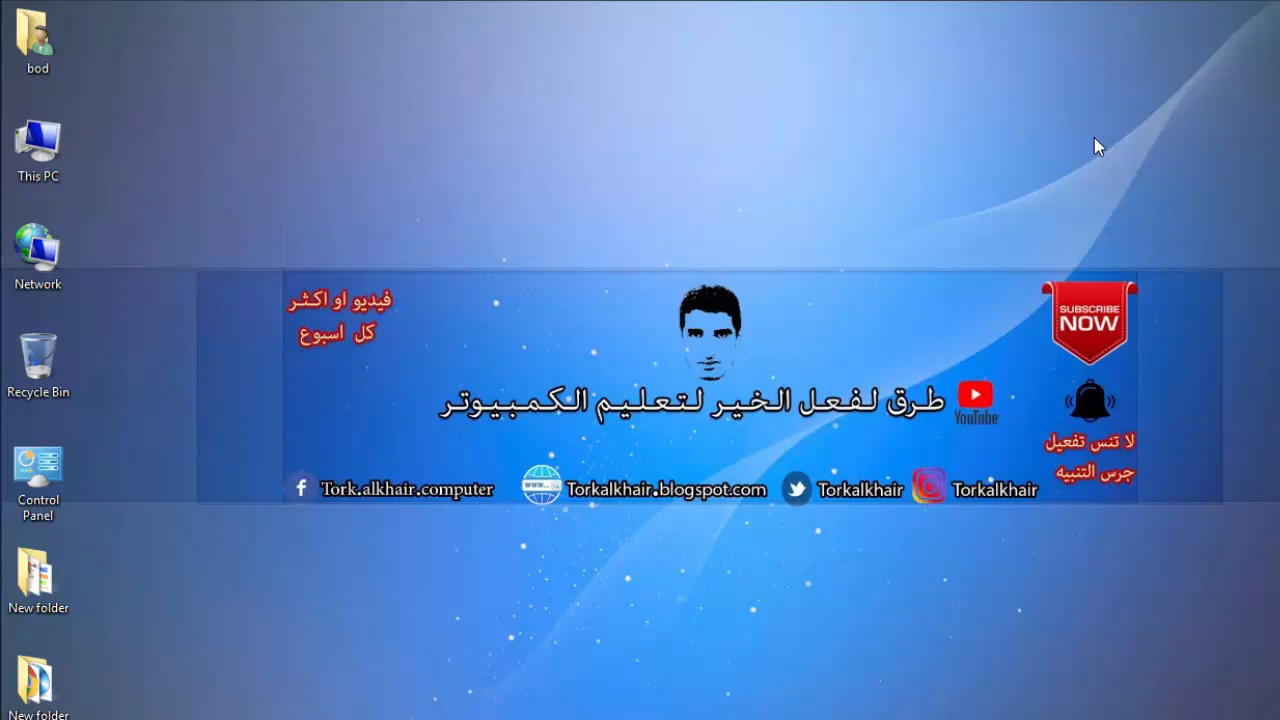 bod
This PC
Network
Recycle Bin
Control
Panel
New folder
New folder
فيديو او اكثر
كل اسبوع
SUBSCRIBE
NOW
طرق لفعل الخير لتعليم الكمبيوتر
YouTube
لا تنس تفعيل
جرس التنبيه
f Tork.alkhair.computer
www.
Torkalkhair.blogspot.com
Torkalkhair
Torkalkhair